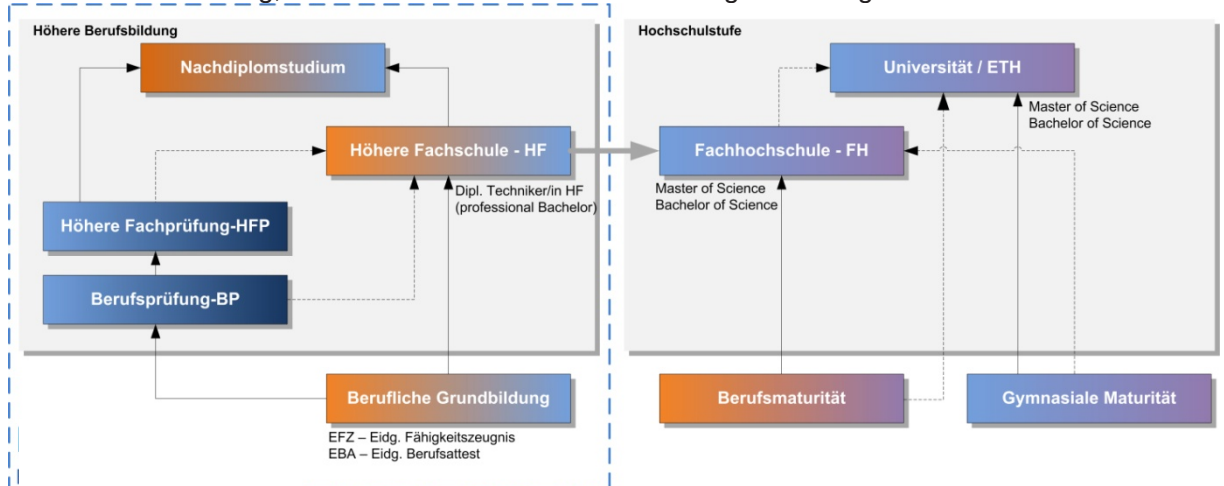 Höhere Berufsbildung
Nachdiplomstudium
Höhere Fachschule - HF
Dipl. Techniker/in HF
(professional Bachelor)
Höhere Fachprüfung-HFP
Berufsprüfung-BP
Berufliche Grundbildung
EFZ – Eidg. Fähigkeitszeugnis
EBA – Eidg. Berufsattest
Hochschulstufe
Universität / ETH
Master of Science
Bachelor of Science
Fachhochschule - FH
Master of Science
Bachelor of Science
Berufsmaturität
Gymnasiale Maturität